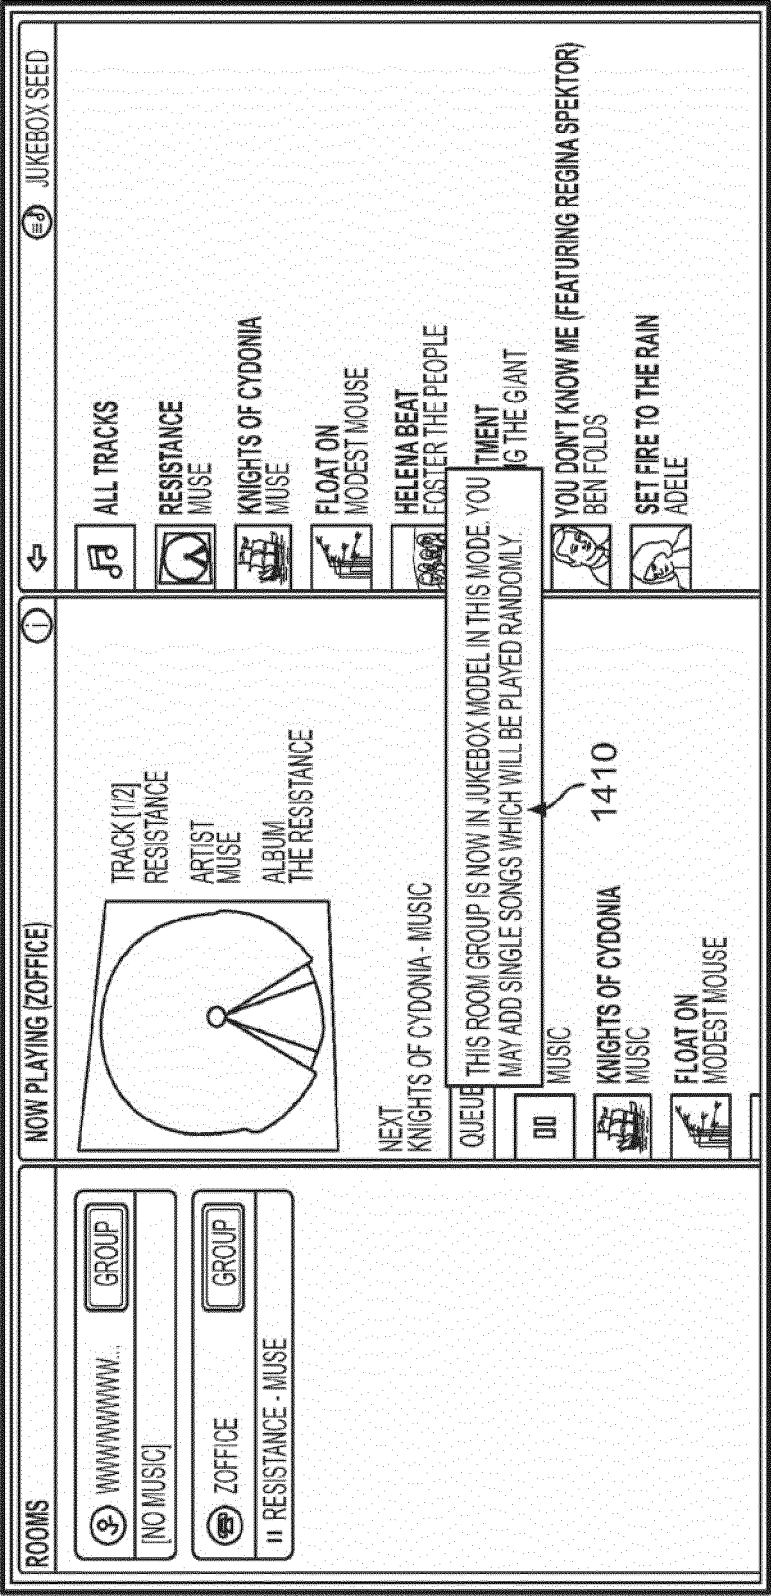 ROOMS
WWWWWWWWW...
GROUP
[NO MUSIC]
ZOFFICE
GROUP
RESISTANCE - MUSE
NOW PLAYING (ZOFFICE)
TRACK [1/2]
RESISTANCE
ARTIST
MUSE
ALBUM
THE RESISTANCE
NEXT
KNIGHTS OF CYDONIA - MUSIC
QUEUE
THIS ROOM GROUP IS NOW IN JUKEBOX MODEL IN THIS MODE, YOU
MAY ADD SINGLE SONGS WHICH WILL BE PLAYED RANDOMLY.
1410
MUSIC
KNIGHTS OF CYDONIA
MUSIC
FLOAT ON
MODEST MOUSE
JUKEBOX SEED
ALL TRACKS
RESISTANCE
MUSE
KNIGHTS OF CYDONIA
MUSE
FLOAT ON
MODEST MOUSE
HELENA BEAT
FOSTER THE PEOPLE
TMENT
G THE GIANT
YOU DON'T KNOW ME (FEATURING REGINA SPEKTOR)
BEN FOLDS
SET FIRE TO THE RAIN
ADELE